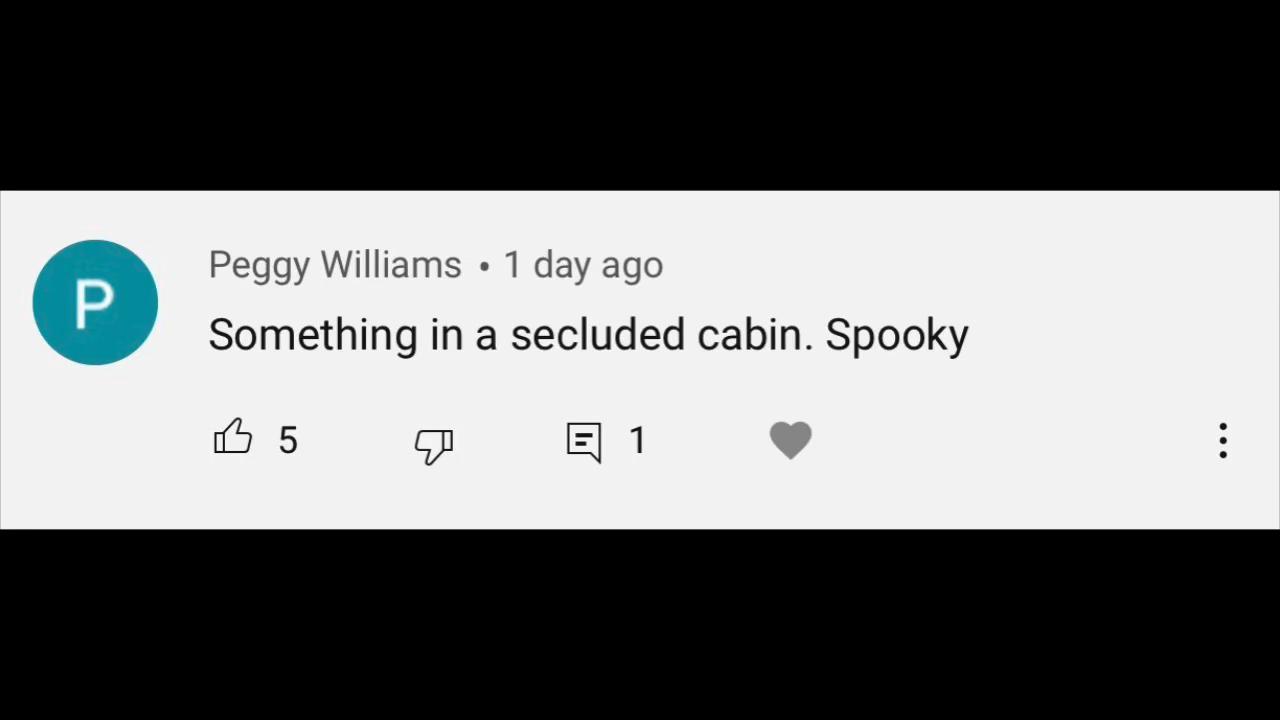 P
Peggy Williams • 1 day ago
Something in a secluded cabin. Spooky
5 1